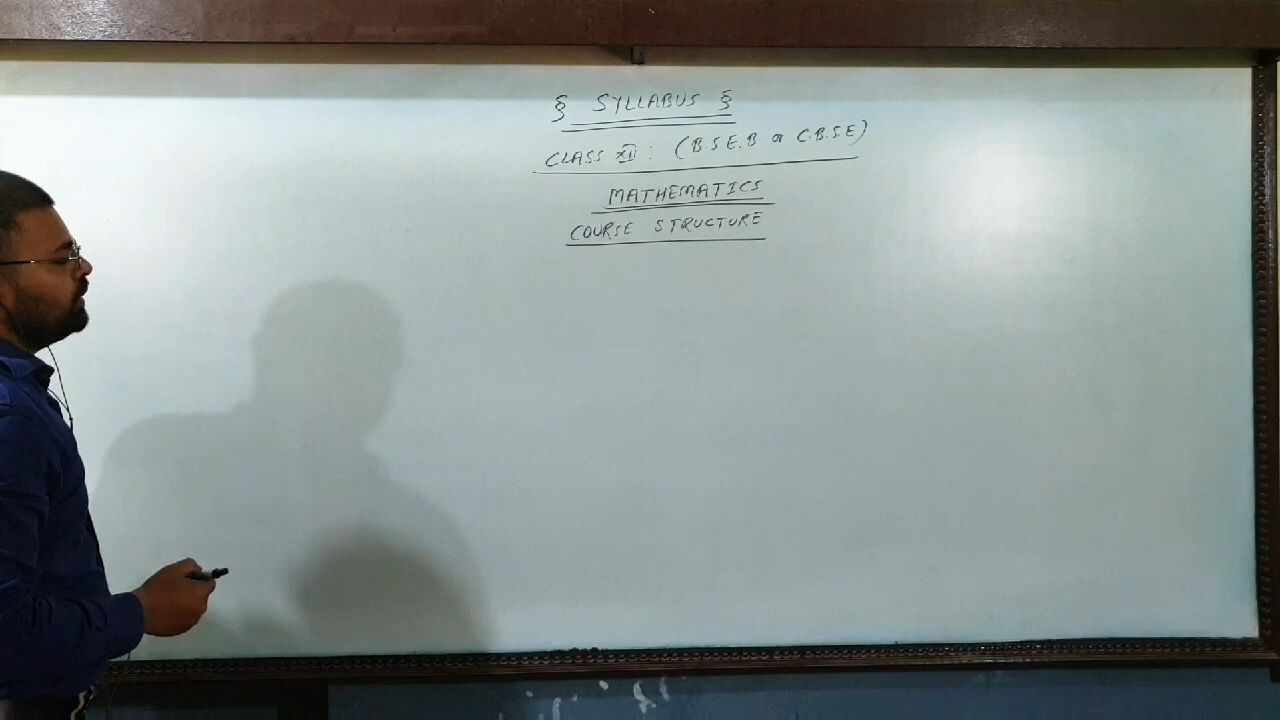 § SYLLABUS §
CLASS XII : (B.S.E.B or C.B.S.E)
MATHEMATICS
COURSE STRUCTURE